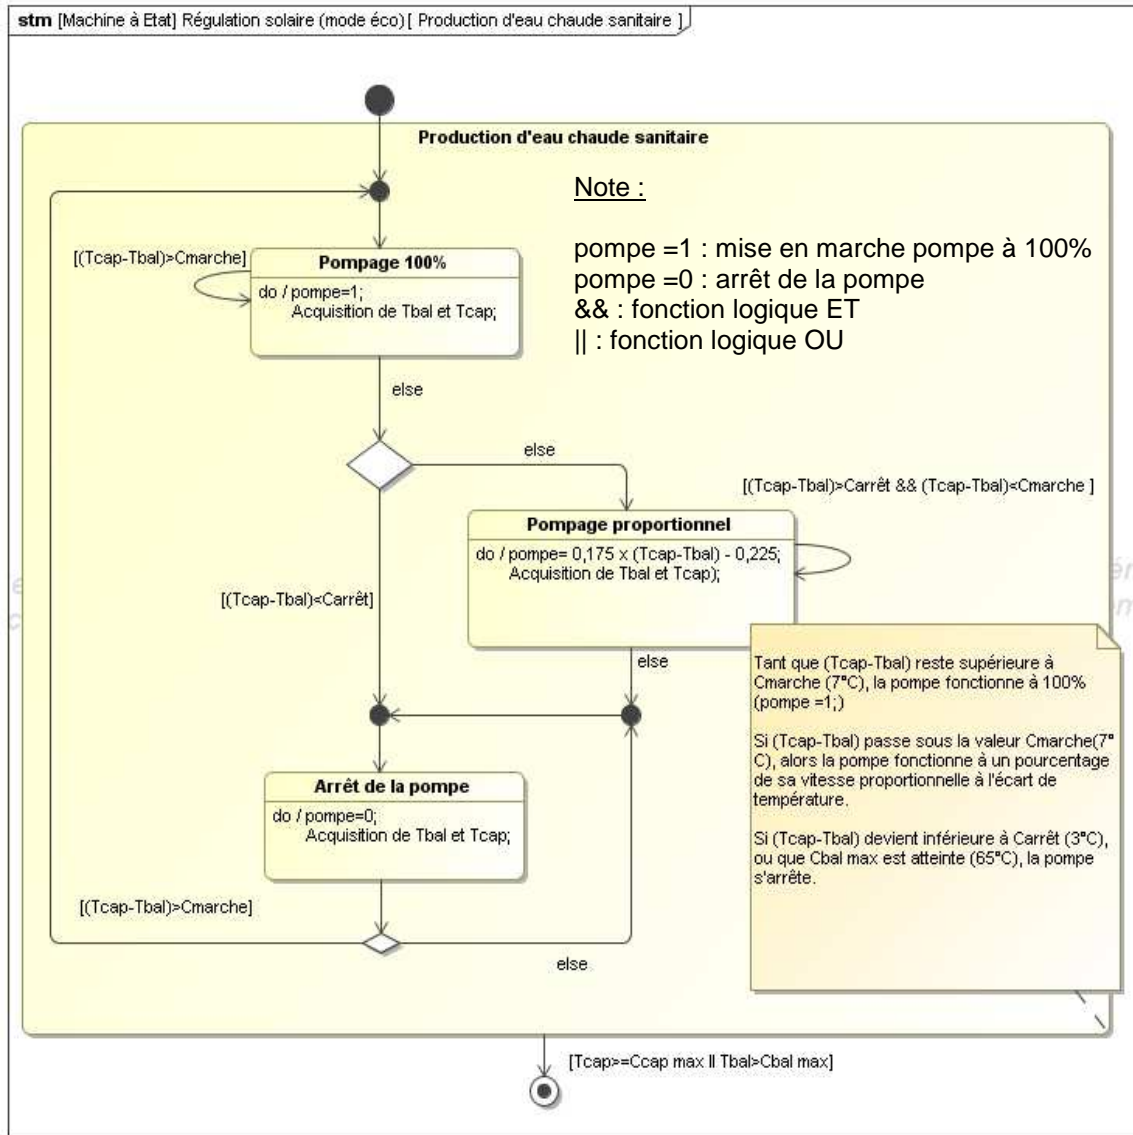 stm [Machine à Etat] Régulation solaire (mode éco) [ Production d'eau chaude sanitaire ]
Production d'eau chaude sanitaire
Note :
pompe =1 : mise en marche pompe à 100%
pompe =0 : arrêt de la pompe
&& : fonction logique ET
|| : fonction logique OU
[(Tcap-Tbal)>Cmarche]
Pompage 100%
do / pompe=1;
Acquisition de Tbal et Tcap;
else
else
[(Tcap-Tbal)>Carrêt && (Tcap-Tbal)<Cmarche ]
Pompage proportionnel
do / pompe= 0,175 x (Tcap-Tbal) - 0,225;
Acquisition de Tbal et Tcap);
[(Tcap-Tbal)<Carrêt]
else
Tant que (Tcap-Tbal) reste supérieure à
Cmarche (7°C), la pompe fonctionne à 100%
(pompe =1;)
Si (Tcap-Tbal) passe sous la valeur Cmarche(7°
C), alors la pompe fonctionne à un pourcentage
de sa vitesse proportionnelle à l'écart de
température.
Si (Tcap-Tbal) devient inférieure à Carrêt (3°C),
ou que Cbal max est atteinte (65°C), la pompe
s'arrête.
Arrêt de la pompe
do / pompe=0;
Acquisition de Tbal et Tcap;
[(Tcap-Tbal)>Cmarche]
else
[Tcap>=Ccap max ll Tbal>Cbal max]